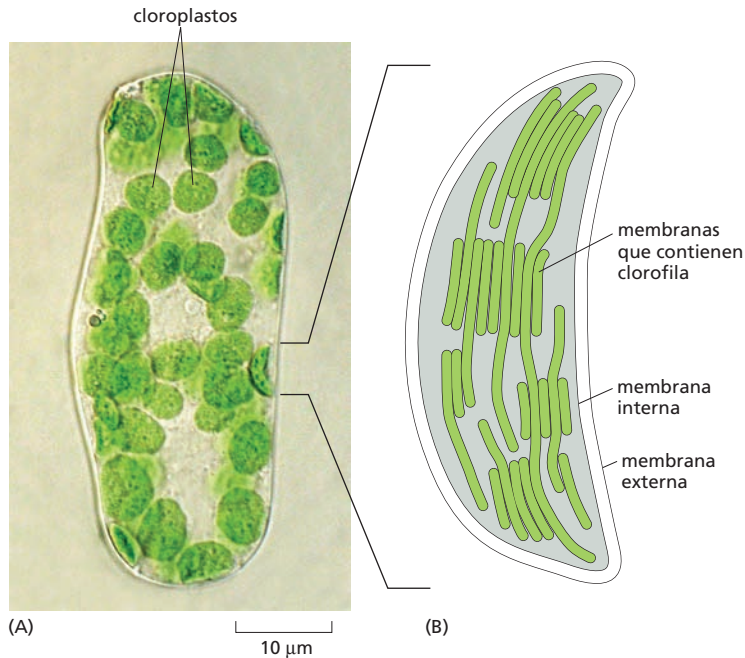 cloroplastos
membranas
que contienen
clorofila
membrana
interna
membrana
externa
(A)
10 μm
(B)